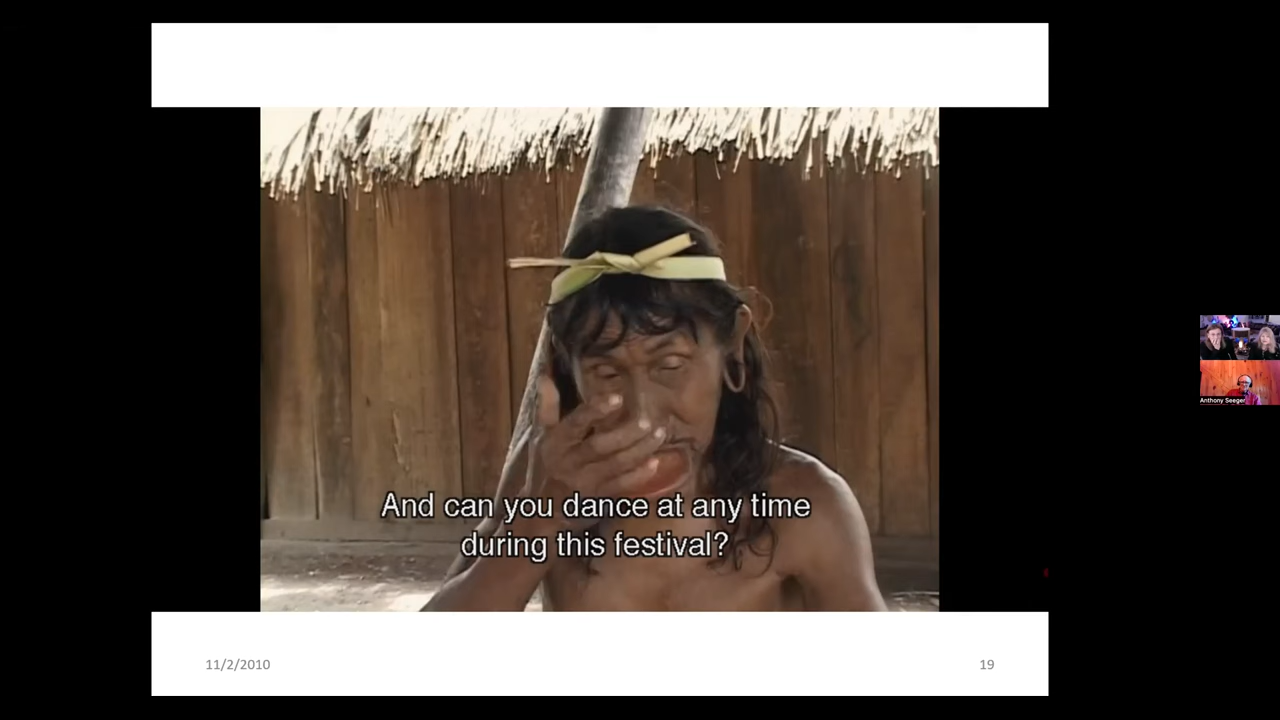 And can you dance at any time
during this festival?
Anthony Seeger
11/2/2010
19